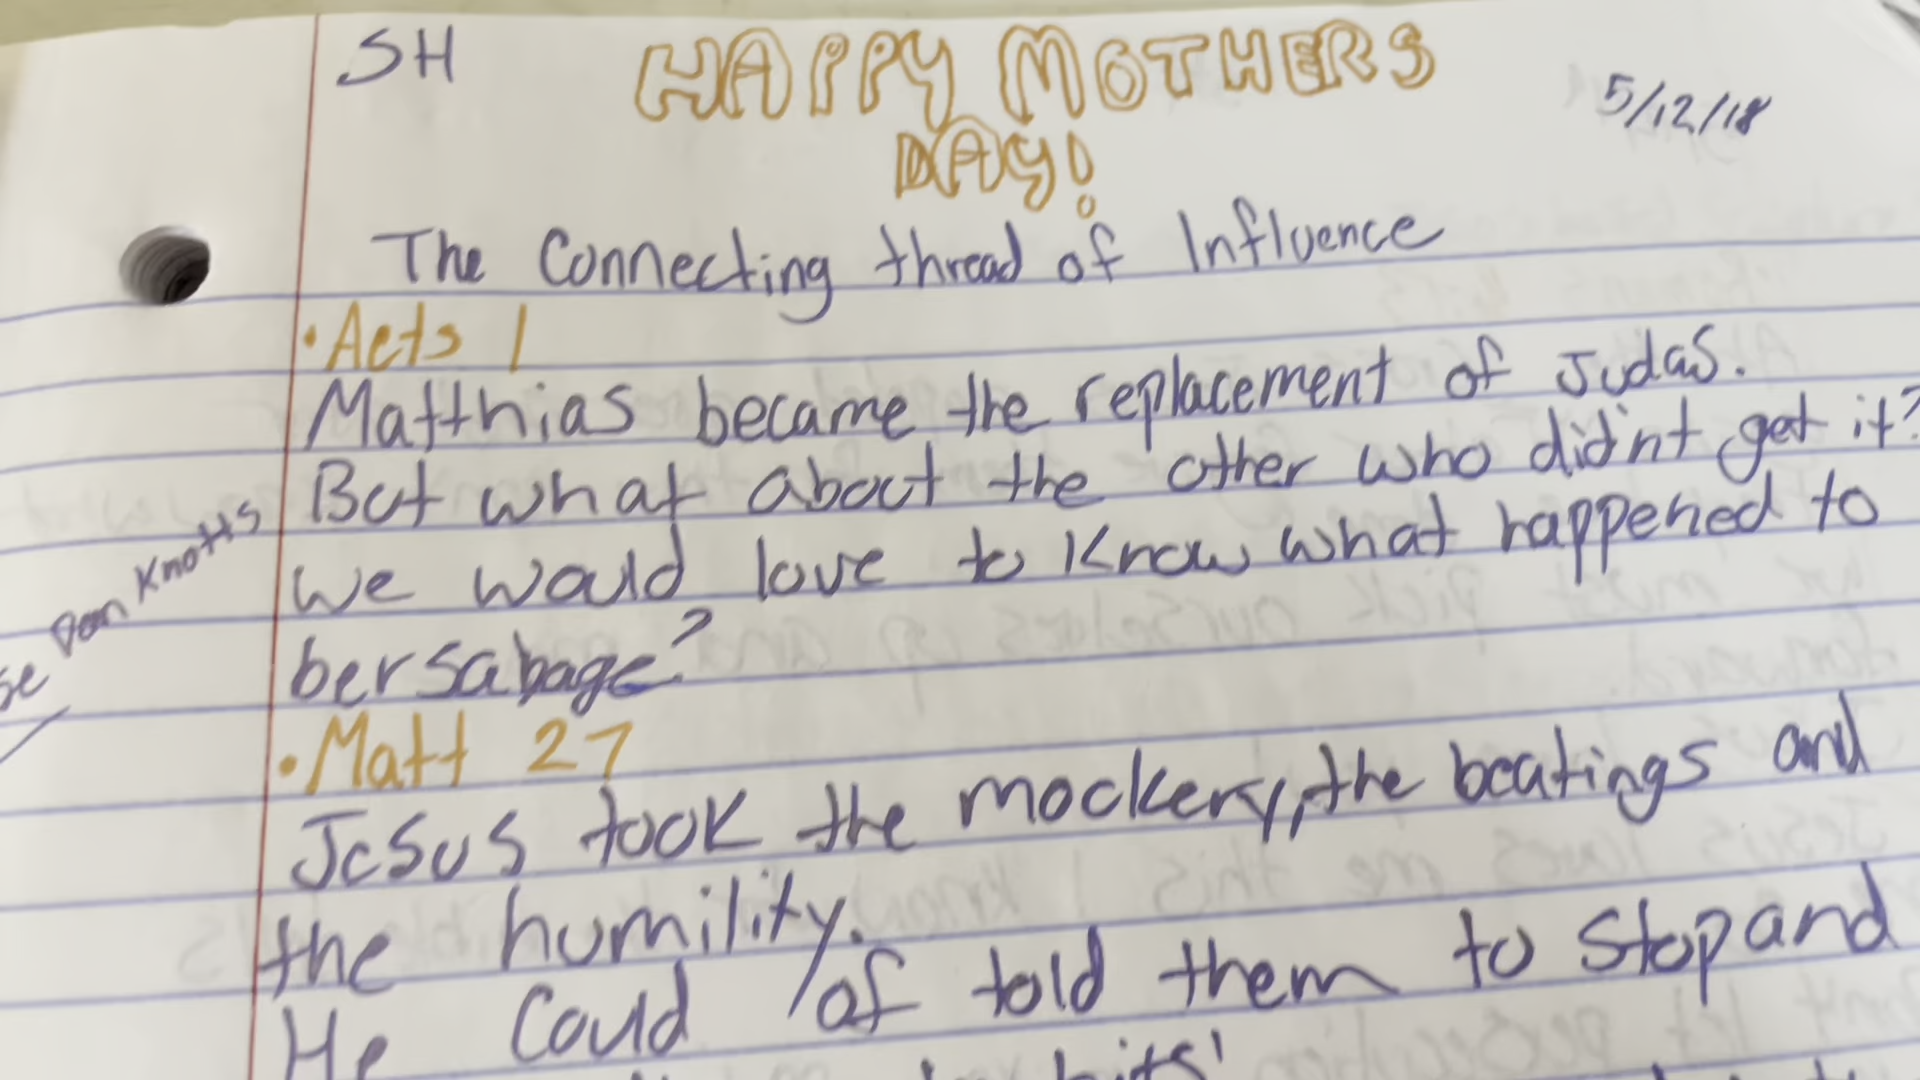 SH
HAPPY MOTHERS
DAY!
5/12/18
The Connecting thread of Influence
• Acts 1
Matthias became the replacement of Judas.
But what about the other who did'nt get it?
we would love to know what happened to
bersabage?
Don Knotts
se
• Matt 27
Jesus took the mockery, the beatings and
the humility.
He Could /of told them to stop and